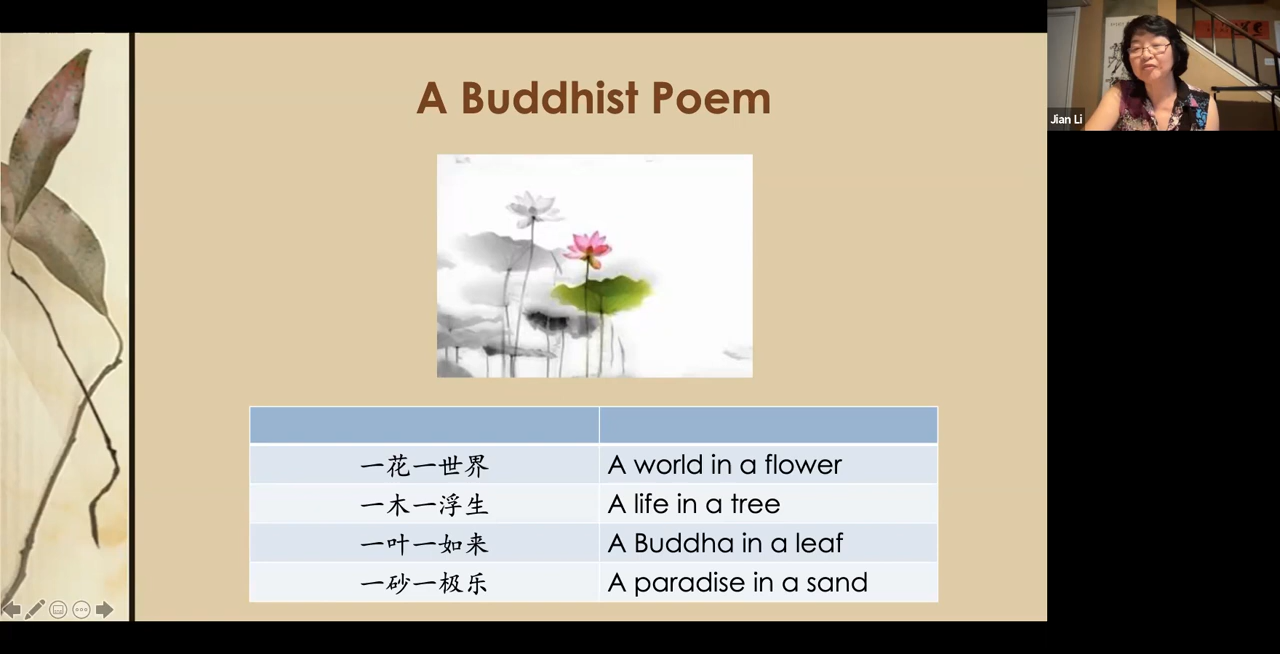 A Buddhist Poem
Jian Li
一花一世界 A world in a flower
一木一浮生 A life in a tree
一叶一如来 A Buddha in a leaf
一砂一极乐 A paradise in a sand